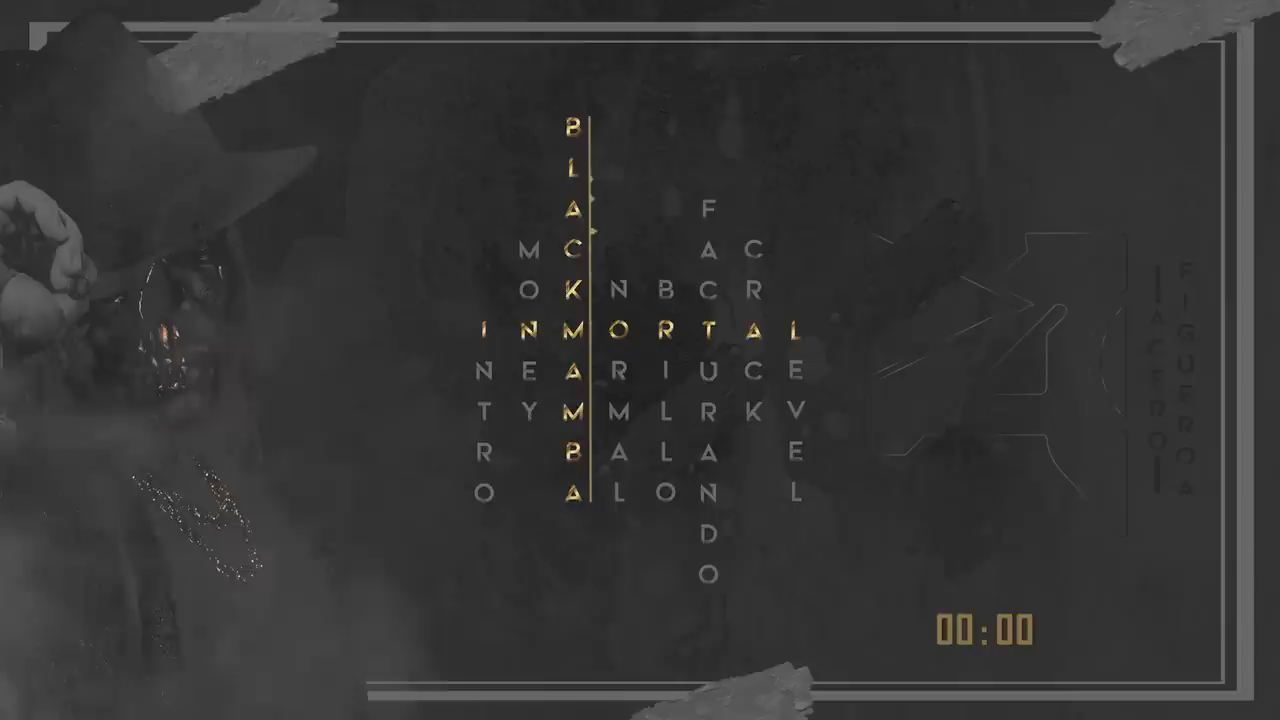 INTRO
MONEY
BLACKMAMBA
NORMAL
BRILLO
FACTURANDO
CRACK
LEVEL
INMORTAL
FIGUEROA
00:00